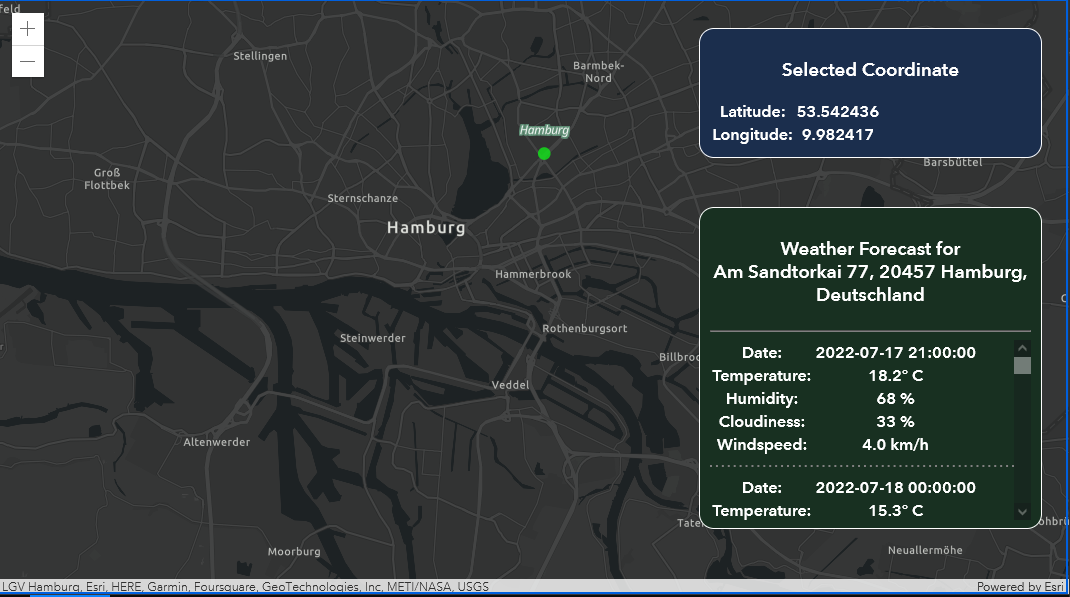 feld
Stellingen
Barmbek-
Nord
Hamburg
Groß
Flottbek
Sternschanze
Hamburg
Hammerbrook
Rothenburgsort
Steinwerder
Billbroo
Veddel
Altenwerder
Moorburg
Selected Coordinate
Latitude: 53.542436
Longitude: 9.982417
Barsbüttel
Weather Forecast for
Am Sandtorkai 77, 20457 Hamburg,
Deutschland
Date: 2022-07-17 21:00:00
Temperature: 18.2° C
Humidity: 68 %
Cloudiness: 33 %
Windspeed: 4.0 km/h
Date: 2022-07-18 00:00:00
Temperature: 15.3° C
Tate
ohbrü
Neuallermöhe
LGV Hamburg, Esri, HERE, Garmin, Foursquare, GeoTechnologies, Inc, METI/NASA, USGS
Powered by Esri